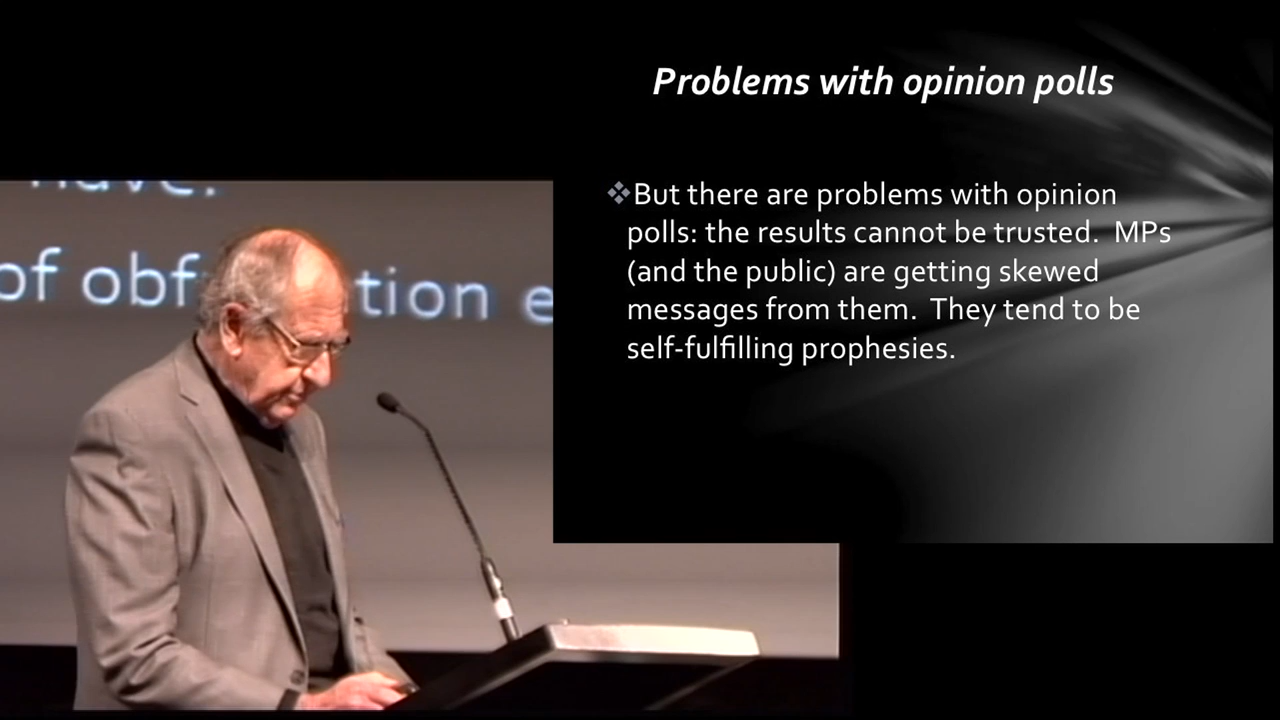 Problems with opinion polls
❖But there are problems with opinion
polls: the results cannot be trusted.  MPs
(and the public) are getting skewed
messages from them.  They tend to be
self-fulfilling prophesies.
have.
of